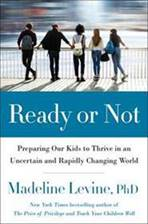 Ready or Not
Preparing Our Kids to Thrive in an
Uncertain and Rapidly Changing World
Madeline Levine, PhD
New York Times bestselling author of
The Price of Privilege and Teach Your Children Well